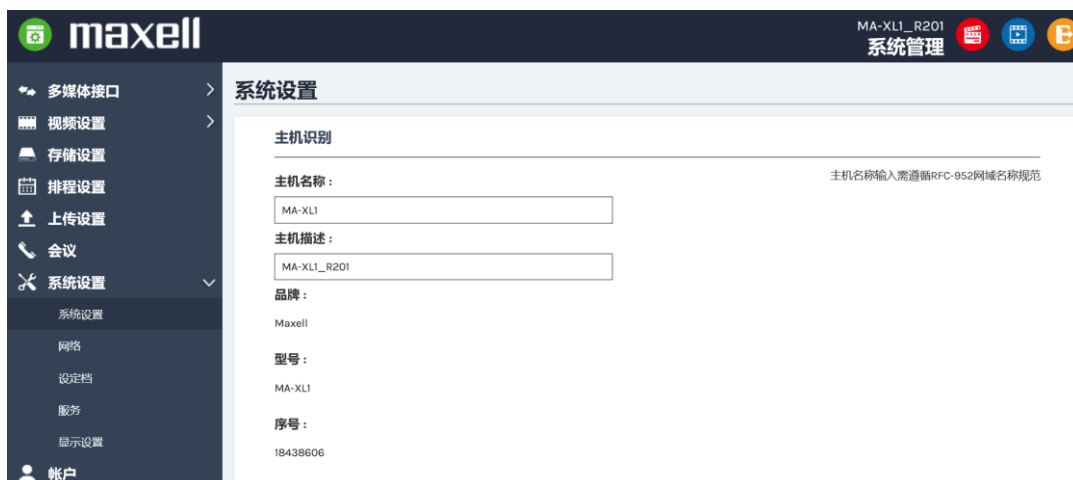 maxell
MA-XL1_R201
系统管理
多媒体接口
视频设置
存储设置
排程设置
上传设置
会议
系统设置
系统设置
网络
设定档
服务
显示设置
帐户
系统设置
主机识别
主机名称输入需遵循RFC-952网域名称规范
主机名称：
MA-XL1
主机描述：
MA-XL1_R201
品牌：
Maxell
型号：
MA-XL1
序号：
18438606